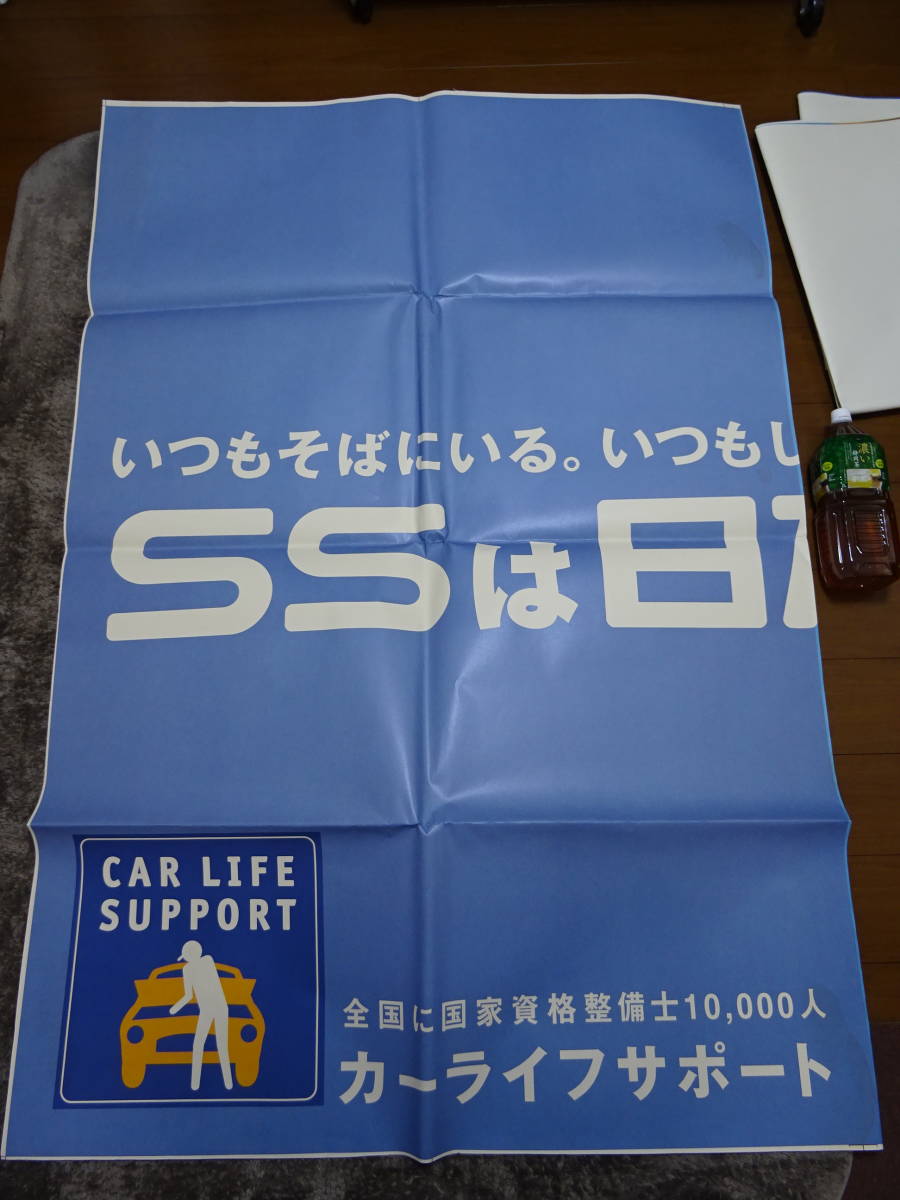 いつもそばにいる。いつもし
SSは日
CAR LIFE
SUPPORT
全国に国家資格整備士10,000人
カーライフサポート
濃い